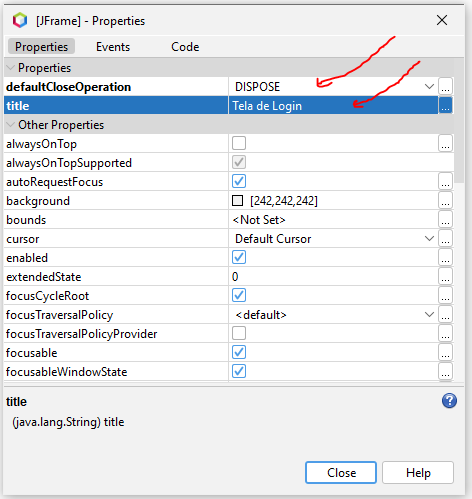 [JFrame] - Properties
Properties Events Code
Properties
defaultCloseOperation DISPOSE
title Tela de Login ...
Other Properties
alwaysOnTop ...
alwaysOnTopSupported
autoRequestFocus ...
background [242,242,242] ...
bounds <Not Set> ...
cursor Default Cursor ...
enabled ...
extendedState 0 ...
focusCycleRoot ...
focusTraversalPolicy <default> ...
focusTraversalPolicyProvider ...
focusable ...
focusableWindowState ...
title
(java.lang.String) title
Close Help